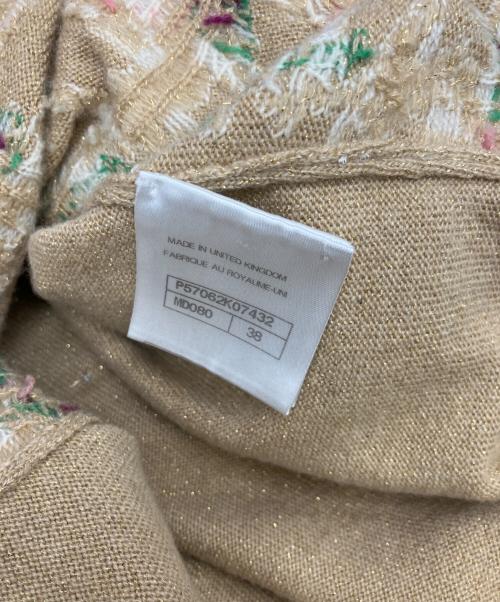 MADE IN UNITED KINGDOM
FABRIQUE AU ROYAUME-UNI
P57062K07432
MD080 38